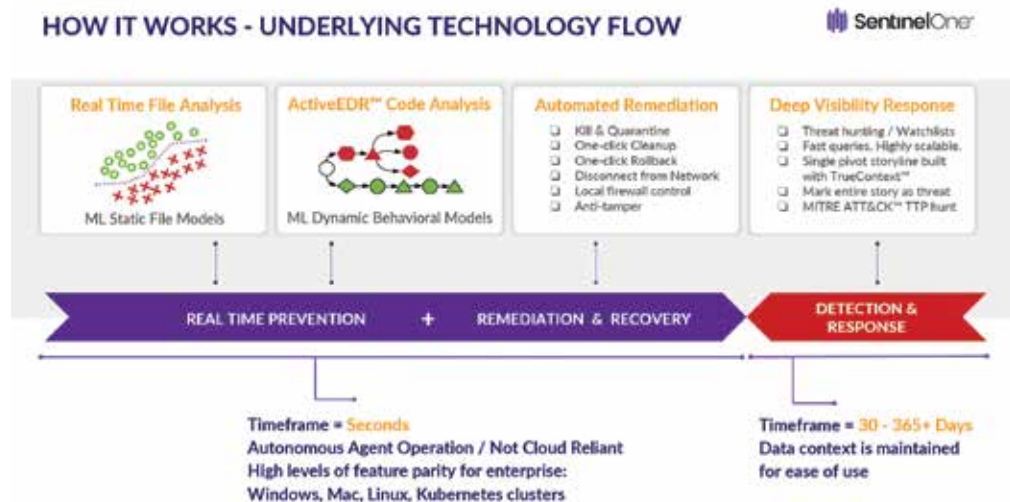 HOW IT WORKS - UNDERLYING TECHNOLOGY FLOW
SentinelOne
Real Time File Analysis
ML Static File Models
ActiveEDR™ Code Analysis
ML Dynamic Behavioral Models
Automated Remediation
Kill & Quarantine
One-click Cleanup
One-click Rollback
Disconnect from Network
Local firewall control
Anti-tamper
Deep Visibility Response
Threat hunting / Watchlists
Fast queries. Highly scalable.
Single pivot storyline built
with TrueContext™
Mark entire story as threat
MITRE ATT&CK™ TTP hunt
REAL TIME PREVENTION + REMEDIATION & RECOVERY
DETECTION &
RESPONSE
Timeframe = Seconds
Autonomous Agent Operation / Not Cloud Reliant
High levels of feature parity for enterprise:
Windows, Mac, Linux, Kubernetes clusters
Timeframe = 30 - 365+ Days
Data context is maintained
for ease of use